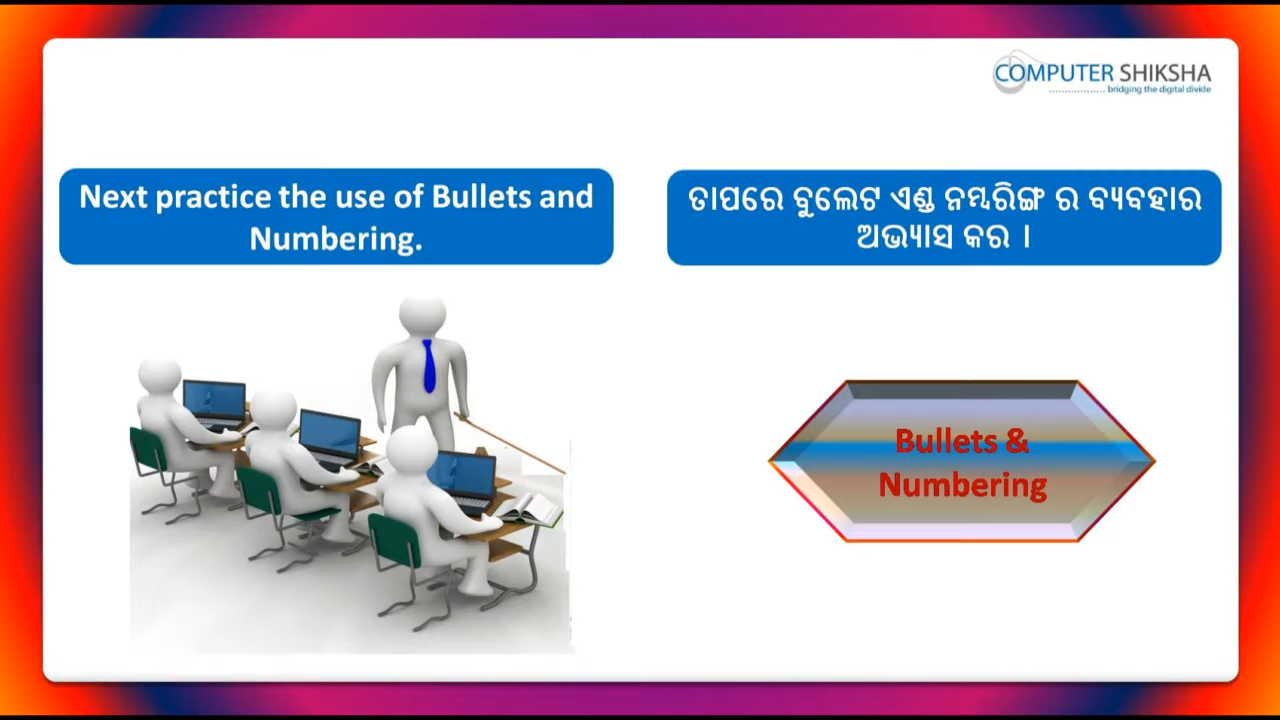 COMPUTER SHIKSHA
bridging the digital divide
Next practice the use of Bullets and
Numbering.
ତାପରେ ବୁଲେଟ ଏଣ୍ଡ ନମ୍ବରିଙ୍ଗ ର ବ୍ୟବହାର
ଅଭ୍ୟାସ କର ।
Bullets &
Numbering